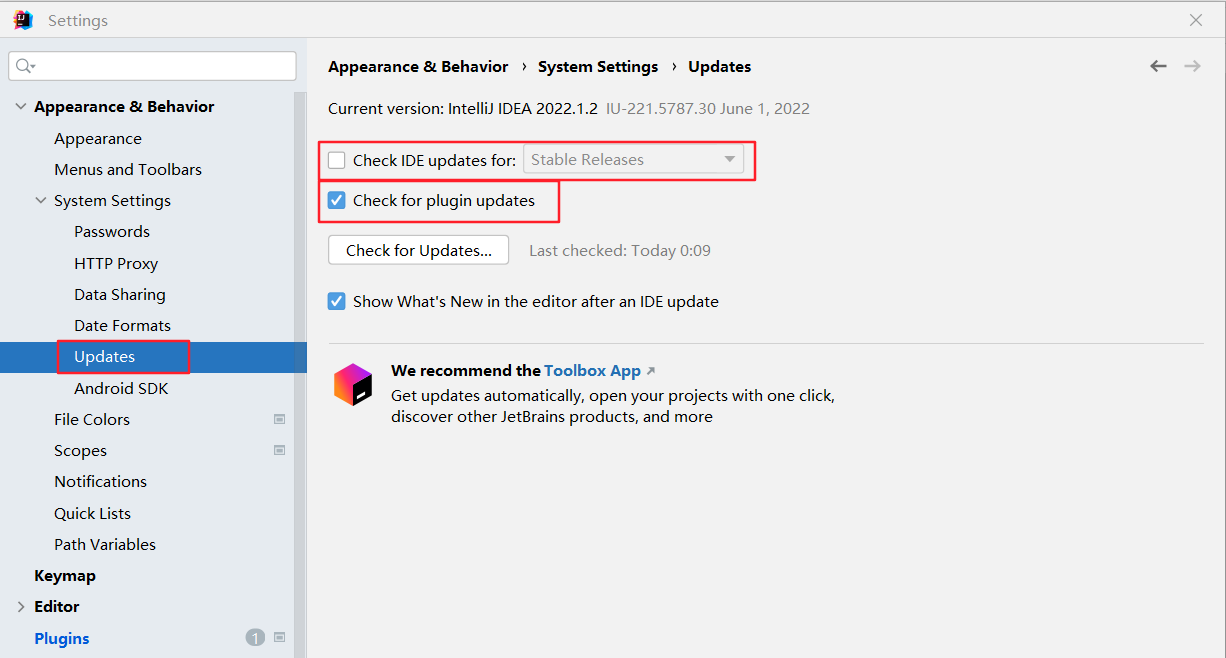 Settings
Appearance & Behavior
Appearance
Menus and Toolbars
System Settings
Passwords
HTTP Proxy
Data Sharing
Date Formats
Updates
Android SDK
File Colors
Scopes
Notifications
Quick Lists
Path Variables
Keymap
Editor
Plugins 1
Appearance & Behavior › System Settings › Updates
Current version: IntelliJ IDEA 2022.1.2 IU-221.5787.30 June 1, 2022
Check IDE updates for: Stable Releases
Check for plugin updates
Check for Updates... Last checked: Today 0:09
Show What's New in the editor after an IDE update
We recommend the Toolbox App ↗
Get updates automatically, open your projects with one click,
discover other JetBrains products, and more